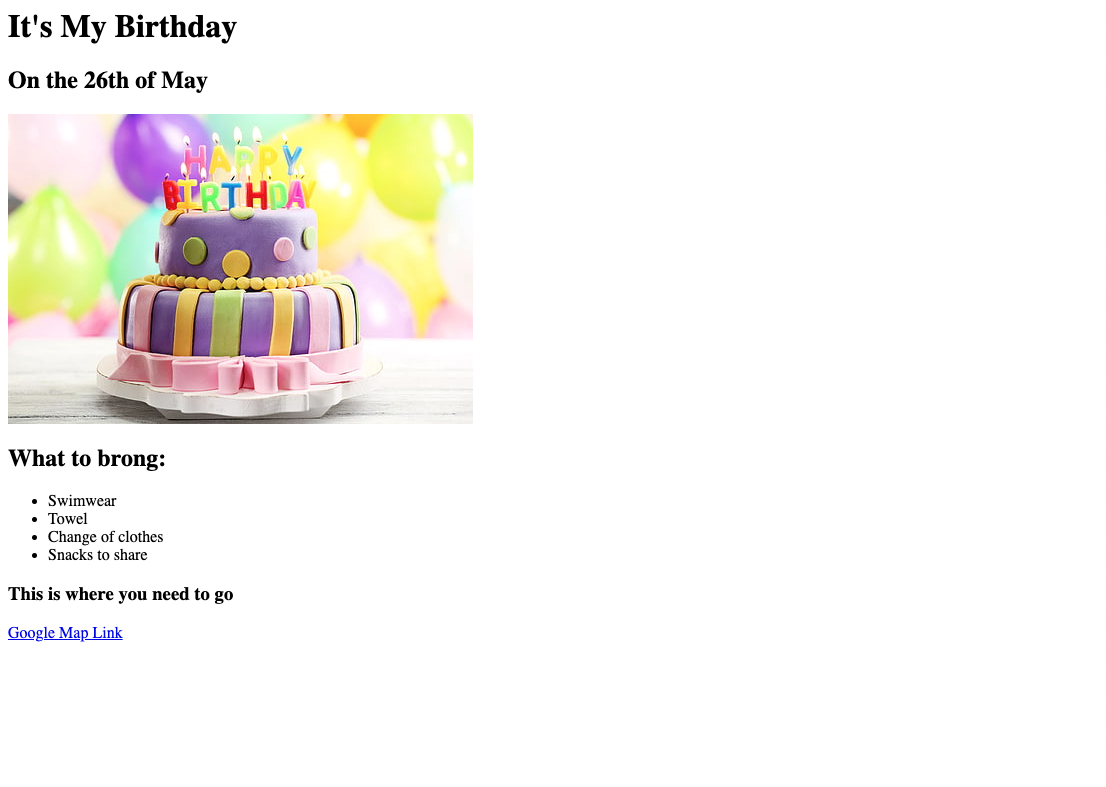 It's My Birthday
On the 26th of May
HAPPY
BIRTHDAY
What to brong:
Swimwear
Towel
Change of clothes
Snacks to share
This is where you need to go
Google Map Link